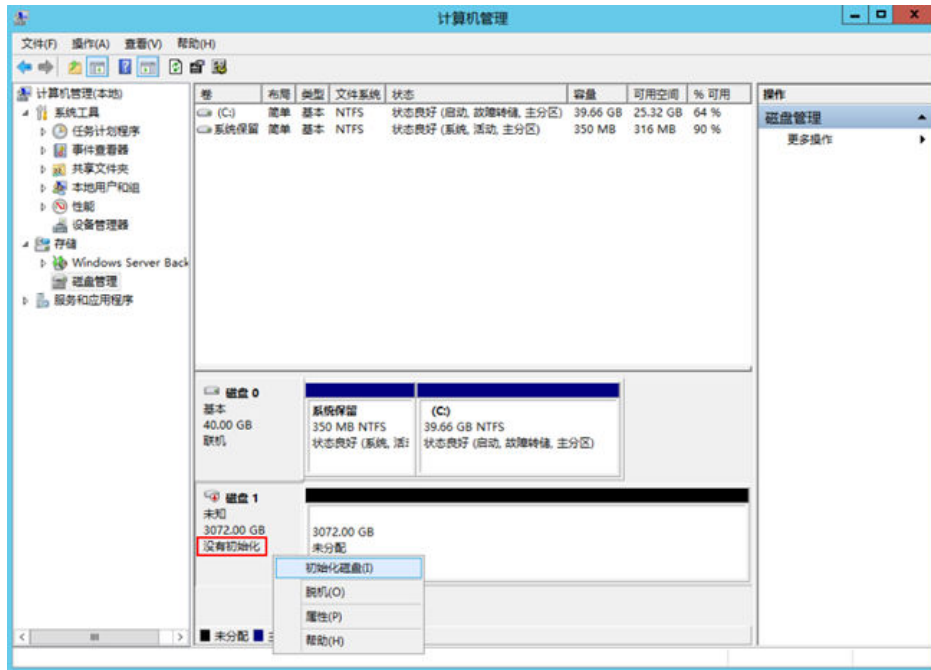 计算机管理
文件(F) 操作(A) 查看(V) 帮助(H)
计算机管理(本地)
系统工具
任务计划程序
事件查看器
共享文件夹
本地用户和组
性能
设备管理器
存储
Windows Server Back
磁盘管理
服务和应用程序
卷 布局 类型 文件系统 状态 容量 可用空间 % 可用
(C:) 简单 基本 NTFS 状态良好 (启动, 故障转储, 主分区) 39.66 GB 25.32 GB 64 %
系统保留 简单 基本 NTFS 状态良好 (系统, 活动, 主分区) 350 MB 316 MB 90 %
操作
磁盘管理
更多操作
磁盘 0
基本
40.00 GB
联机
系统保留
350 MB NTFS
状态良好 (系统, 活
(C:)
39.66 GB NTFS
状态良好 (启动, 故障转储, 主分区)
磁盘 1
未知
3072.00 GB
没有初始化
3072.00 GB
未分配
初始化磁盘(I)
脱机(O)
属性(P)
帮助(H)
未分配